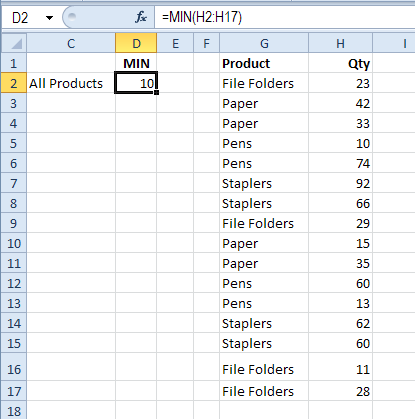 D2 fx =MIN(H2:H17)
C D E F G H I
1 MIN Product Qty
2 All Products 10 File Folders 23
3 Paper 42
4 Paper 33
5 Pens 10
6 Pens 74
7 Staplers 92
8 Staplers 66
9 File Folders 29
10 Paper 15
11 Paper 35
12 Pens 60
13 Pens 13
14 Staplers 62
15 Staplers 60
16 File Folders 11
17 File Folders 28
18